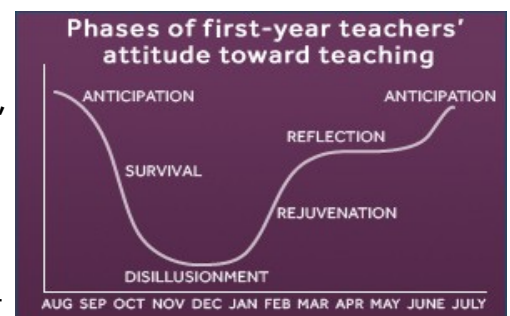 Phases of first-year teachers'
attitude toward teaching
ANTICIPATION
ANTICIPATION
REFLECTION
SURVIVAL
REJUVENATION
DISILLUSIONMENT
AUG SEP OCT NOV DEC JAN FEB MAR APR MAY JUNE JULY